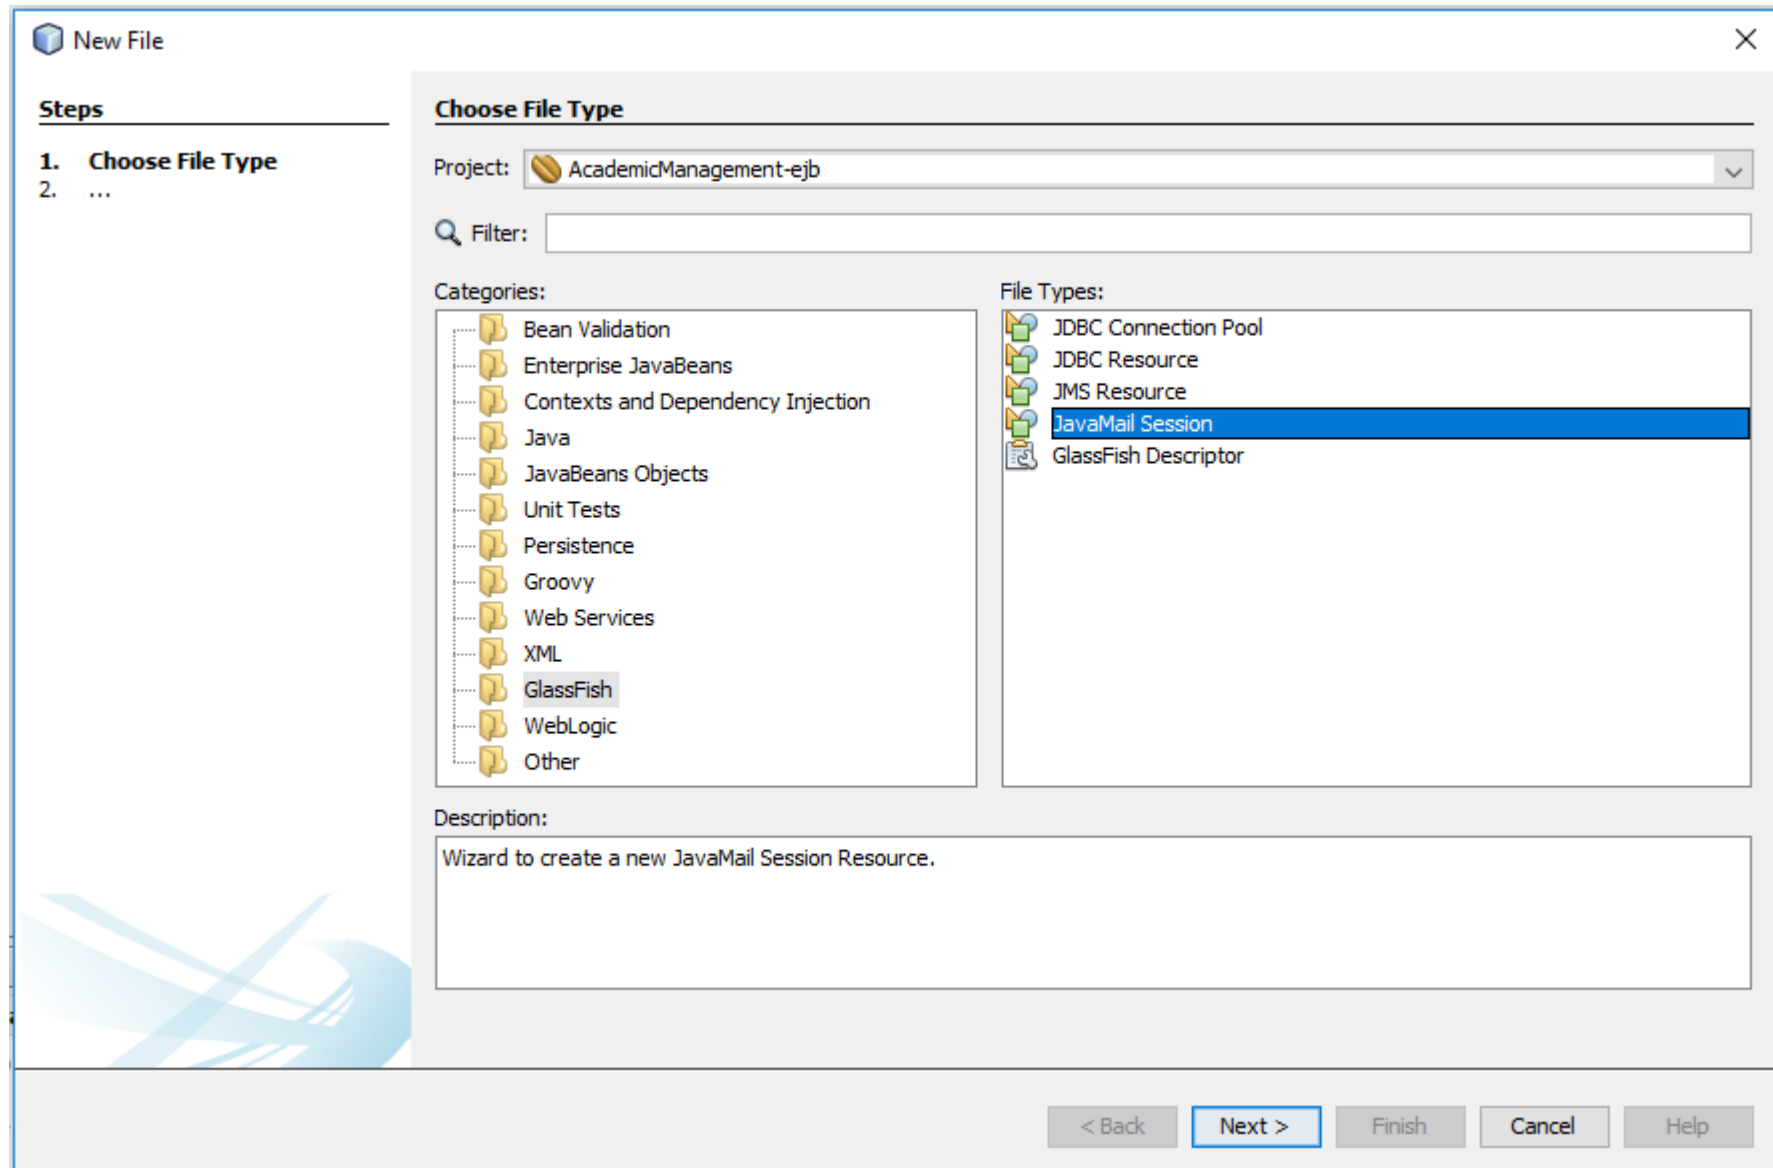 New File
Steps
1. Choose File Type
2. ...
Choose File Type
Project: AcademicManagement-ejb
Filter:
Categories:
Bean Validation
Enterprise JavaBeans
Contexts and Dependency Injection
Java
JavaBeans Objects
Unit Tests
Persistence
Groovy
Web Services
XML
GlassFish
WebLogic
Other
File Types:
JDBC Connection Pool
JDBC Resource
JMS Resource
JavaMail Session
GlassFish Descriptor
Description:
Wizard to create a new JavaMail Session Resource.
< Back
Next >
Finish
Cancel
Help